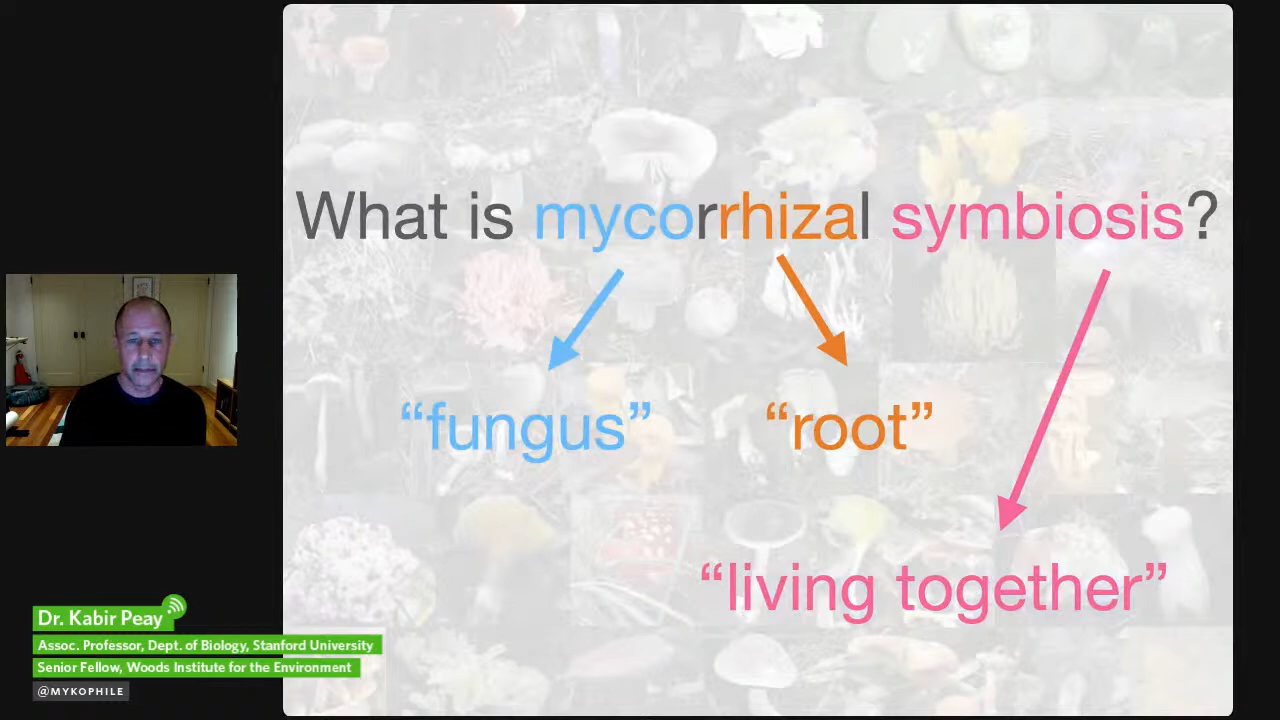 What is mycorrhizal symbiosis?
“fungus” “root”
“living together”
Dr. Kabir Peay
Assoc. Professor, Dept. of Biology, Stanford University
Senior Fellow, Woods Institute for the Environment
@MYKOPHILE